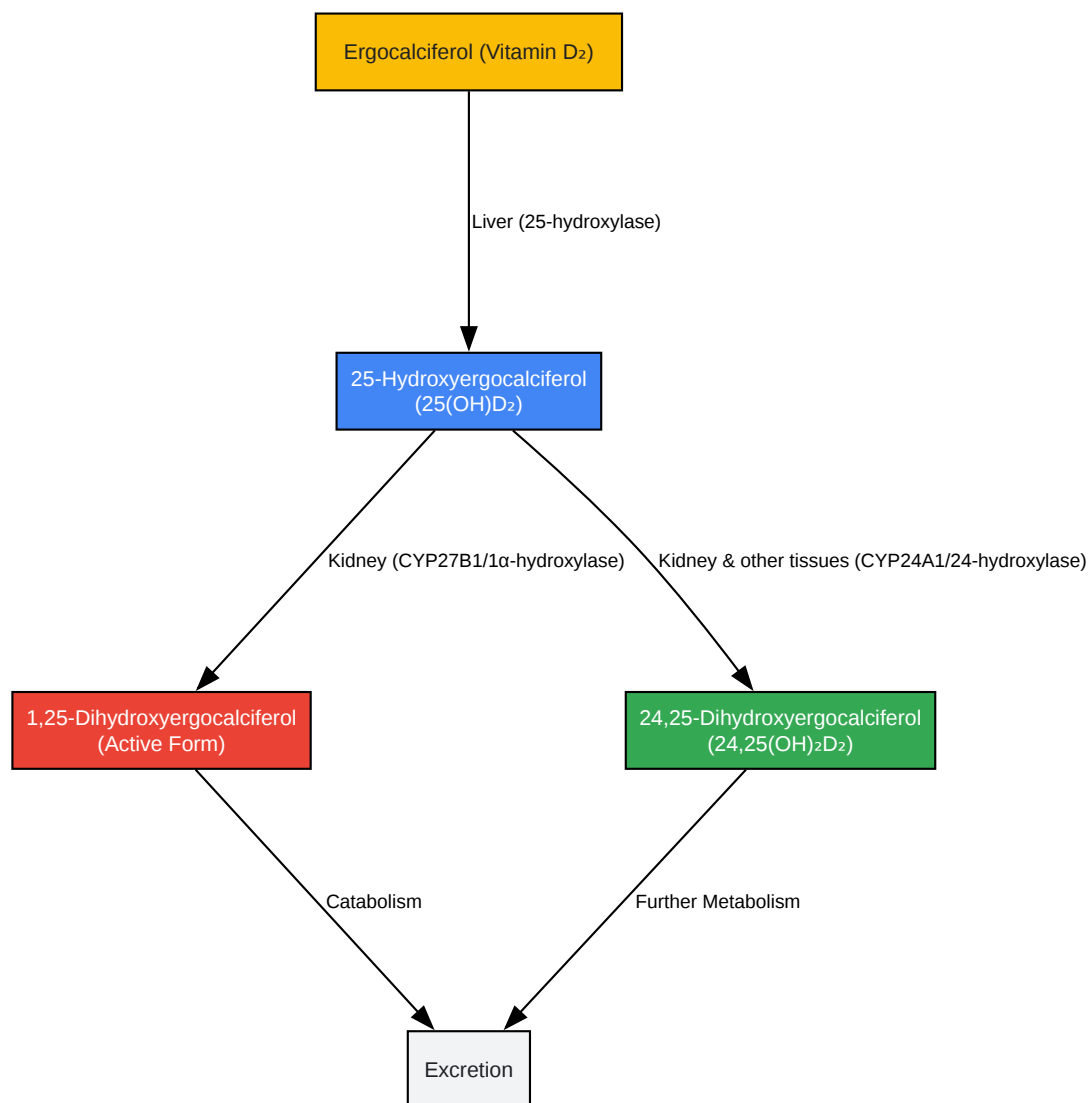 Ergocalciferol (Vitamin D₂)
Liver (25-hydroxylase)
25-Hydroxyergocalciferol
(25(OH)D₂)
Kidney (CYP27B1/1α-hydroxylase)
Kidney & other tissues (CYP24A1/24-hydroxylase)
1,25-Dihydroxyergocalciferol
(Active Form)
24,25-Dihydroxyergocalciferol
(24,25(OH)₂D₂)
Catabolism
Further Metabolism
Excretion